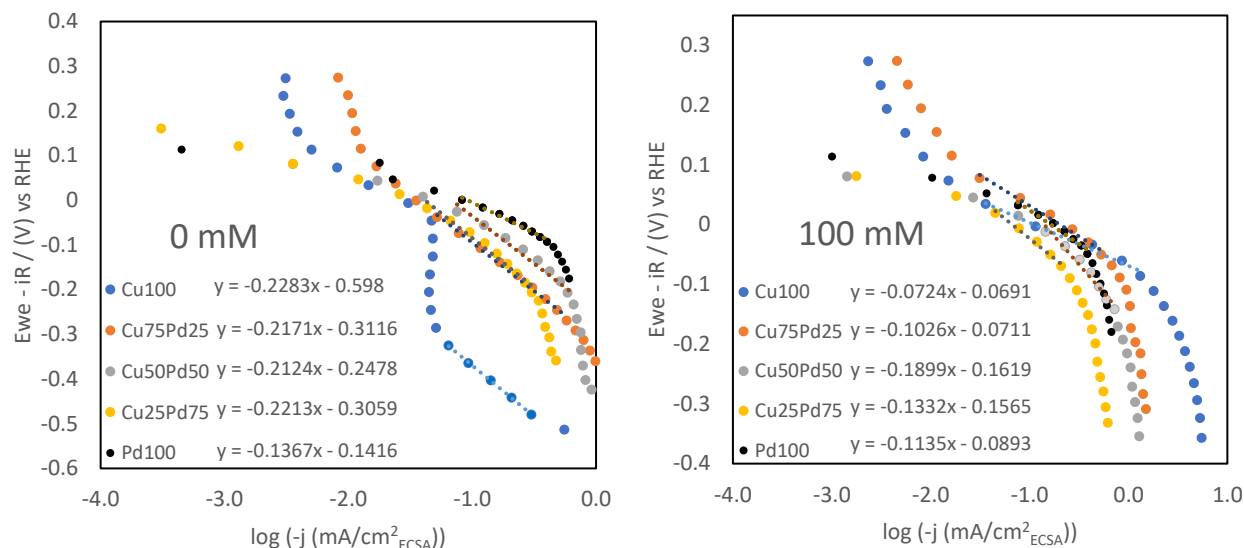 0.4
0.3
0.2
0.1
0
-0.1
-0.2
-0.3
-0.4
-0.5
-0.6
Ewe - iR / (V) vs RHE
0 mM
Cu100 y = -0.2283x - 0.598
Cu75Pd25 y = -0.2171x - 0.3116
Cu50Pd50 y = -0.2124x - 0.2478
Cu25Pd75 y = -0.2213x - 0.3059
Pd100 y = -0.1367x - 0.1416
-4.0 -3.0 -2.0 -1.0 0.0
log (-j (mA/cm²ECSA))
0.3
0.2
0.1
0
-0.1
-0.2
-0.3
-0.4
Ewe - iR / (V) vs RHE
100 mM
Cu100 y = -0.0724x - 0.0691
Cu75Pd25 y = -0.1026x - 0.0711
Cu50Pd50 y = -0.1899x - 0.1619
Cu25Pd75 y = -0.1332x - 0.1565
Pd100 y = -0.1135x - 0.0893
-4.0 -3.0 -2.0 -1.0 0.0 1.0
log (-j (mA/cm²ECSA))